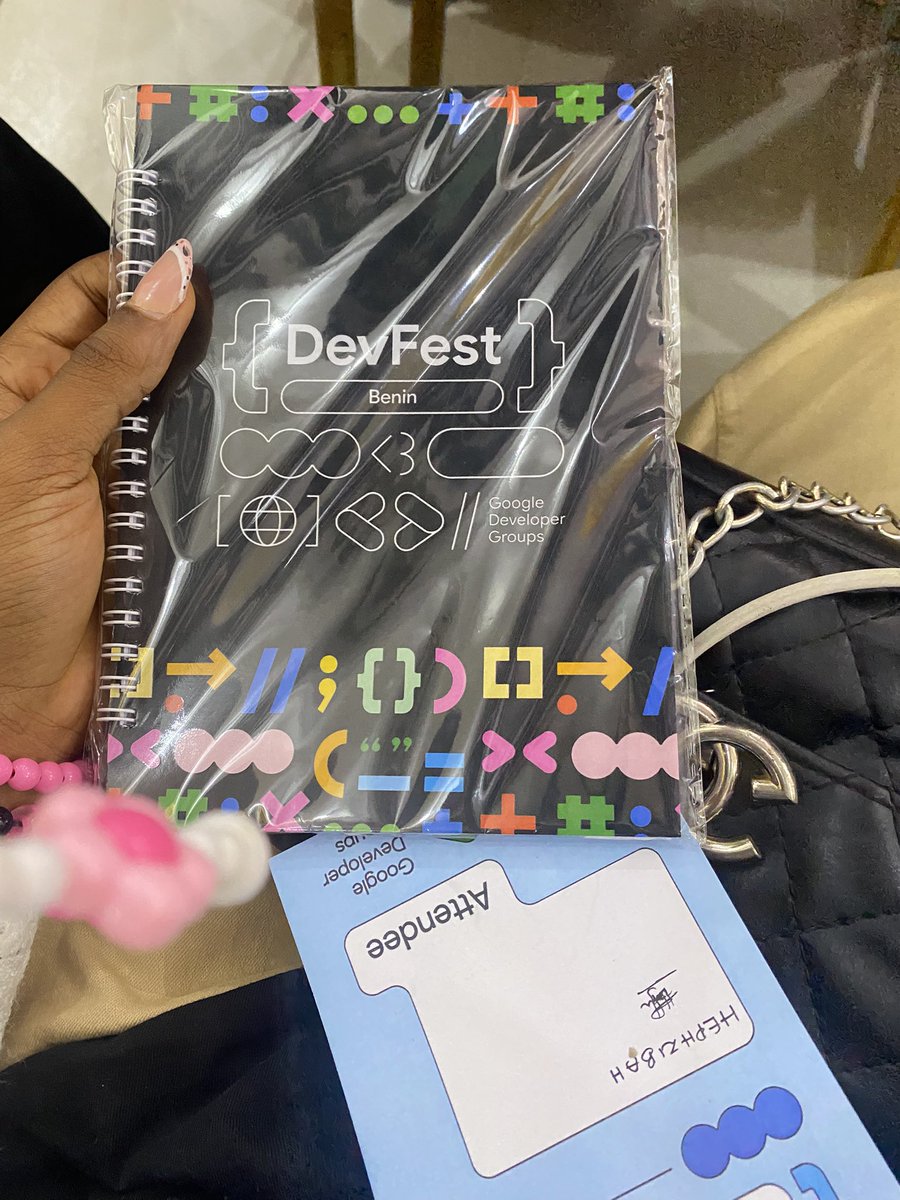 DevFest
Benin
Google
Developer
Groups
Google
Developer
Attendee
HEPHZIBAH